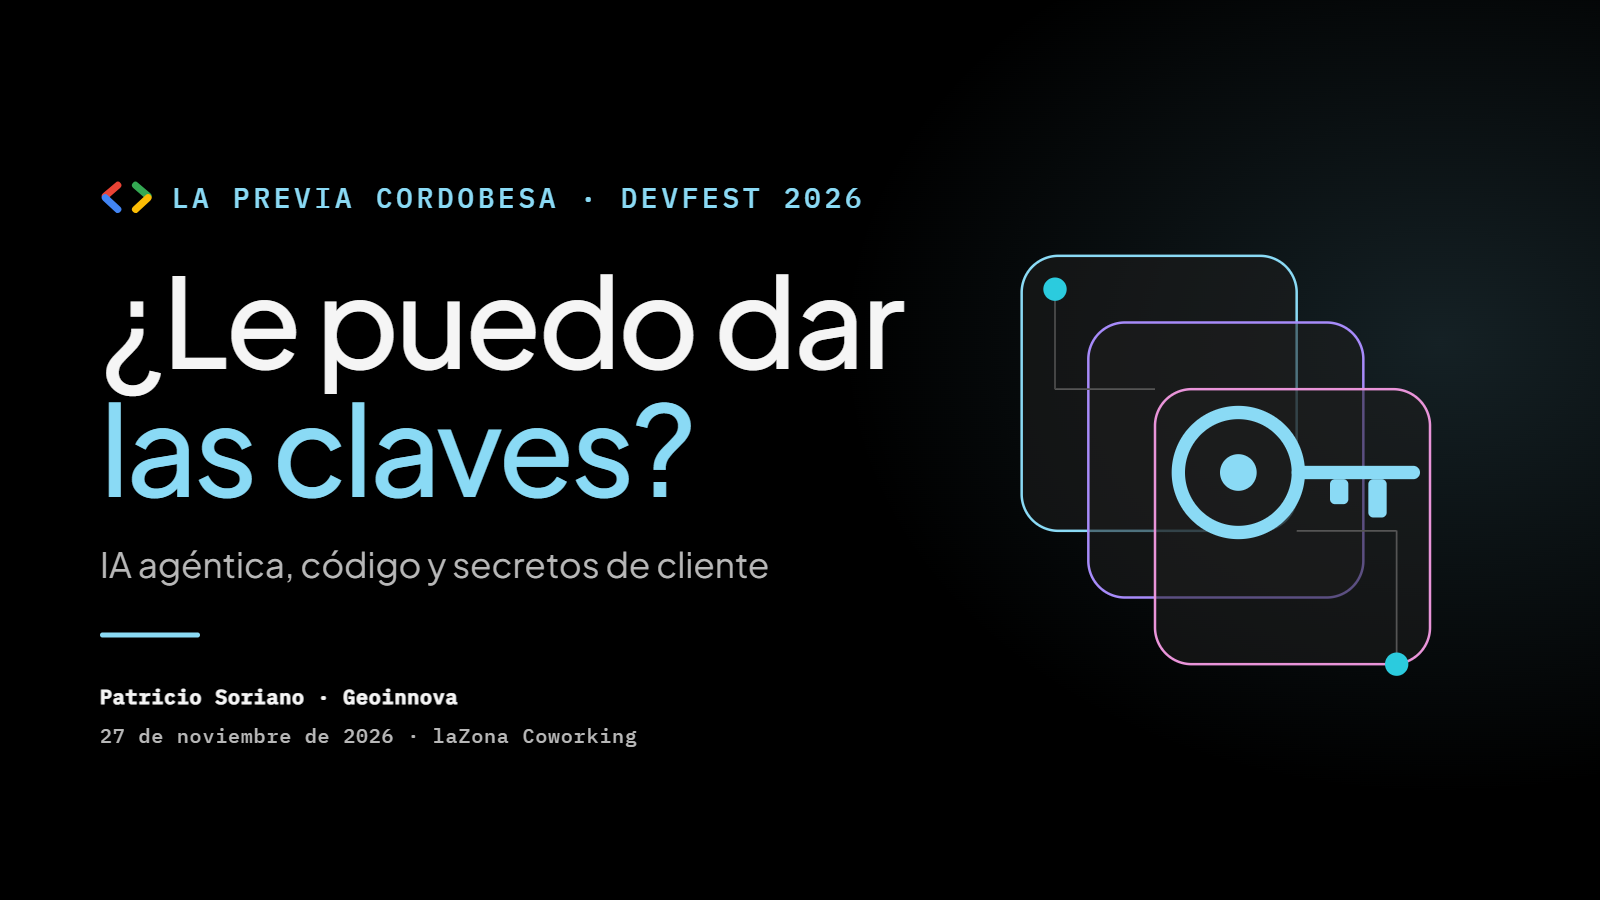 LA PREVIA CORDOBESA · DEVFEST 2026
¿Le puedo dar
las claves?
IA agéntica, código y secretos de cliente
Patricio Soriano · Geoinnova
27 de noviembre de 2026 · laZona Coworking